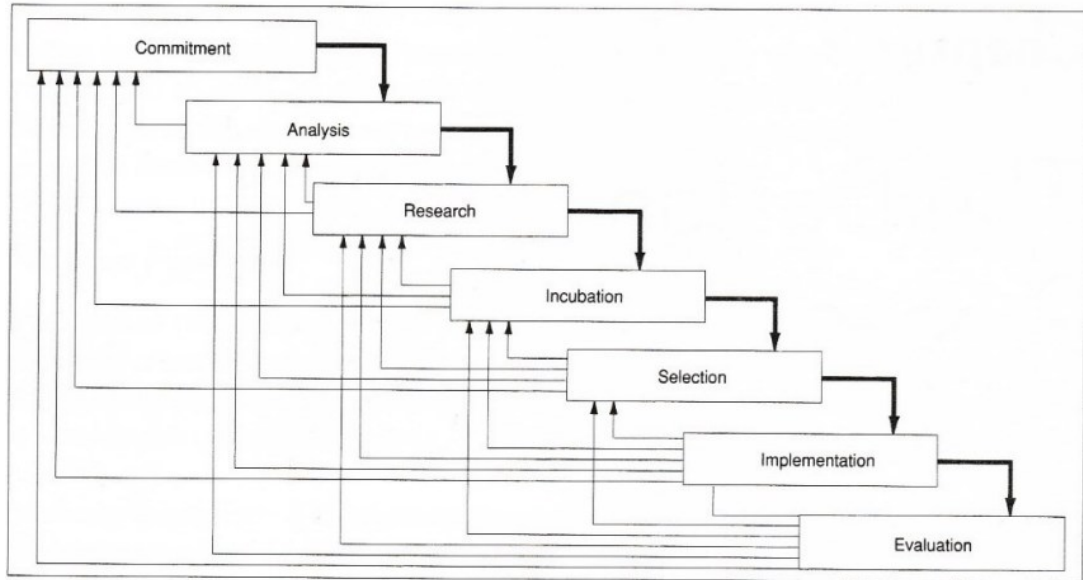 Commitment
Analysis
Research
Incubation
Selection
Implementation
Evaluation